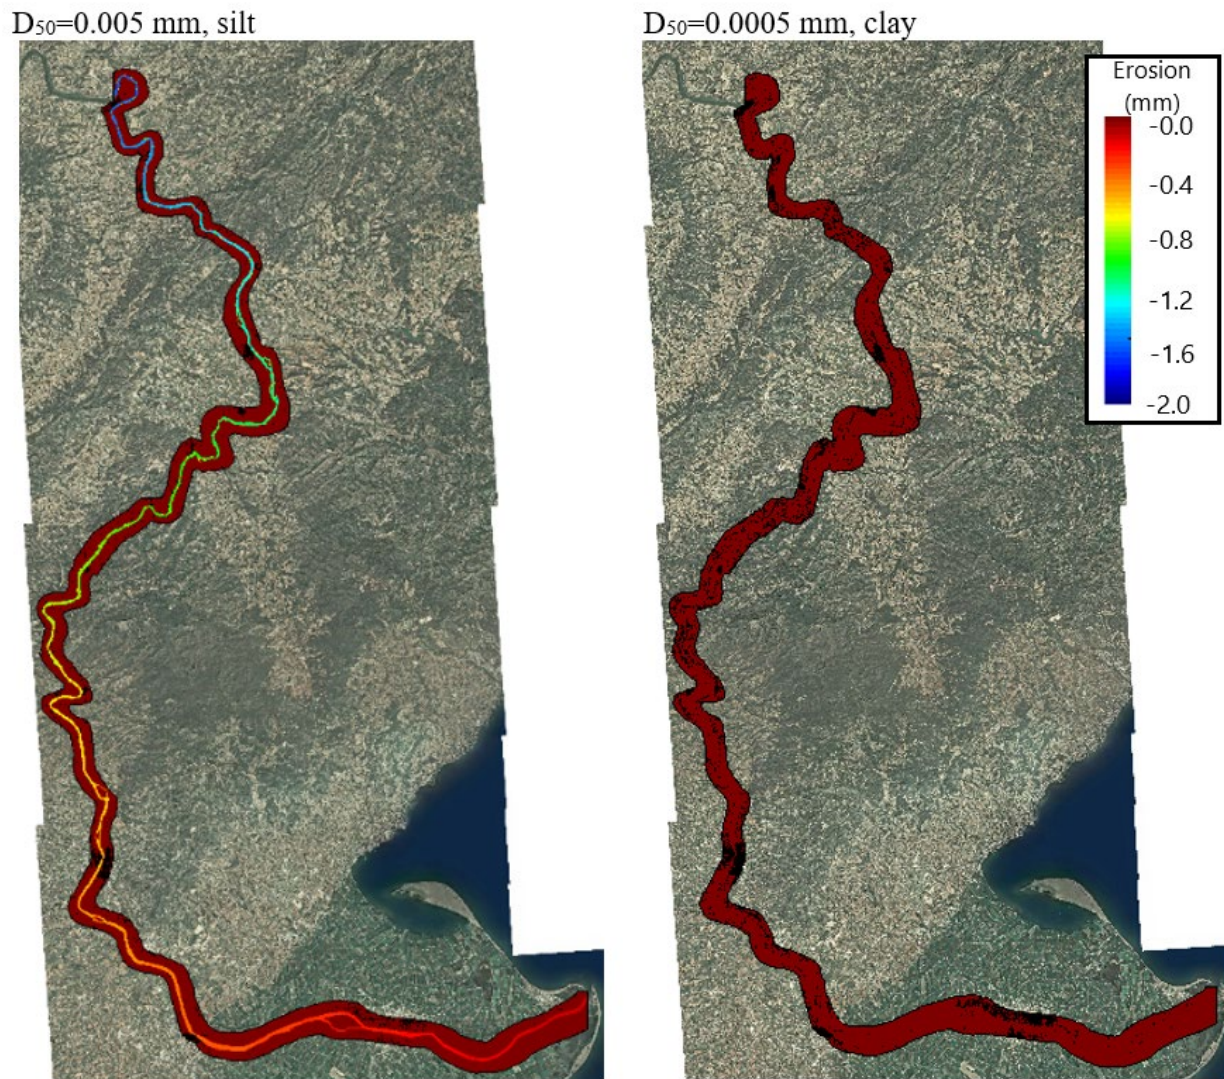 D₅₀=0.005 mm, silt
D₅₀=0.0005 mm, clay
Erosion
(mm)
-0.0
-0.4
-0.8
-1.2
-1.6
-2.0